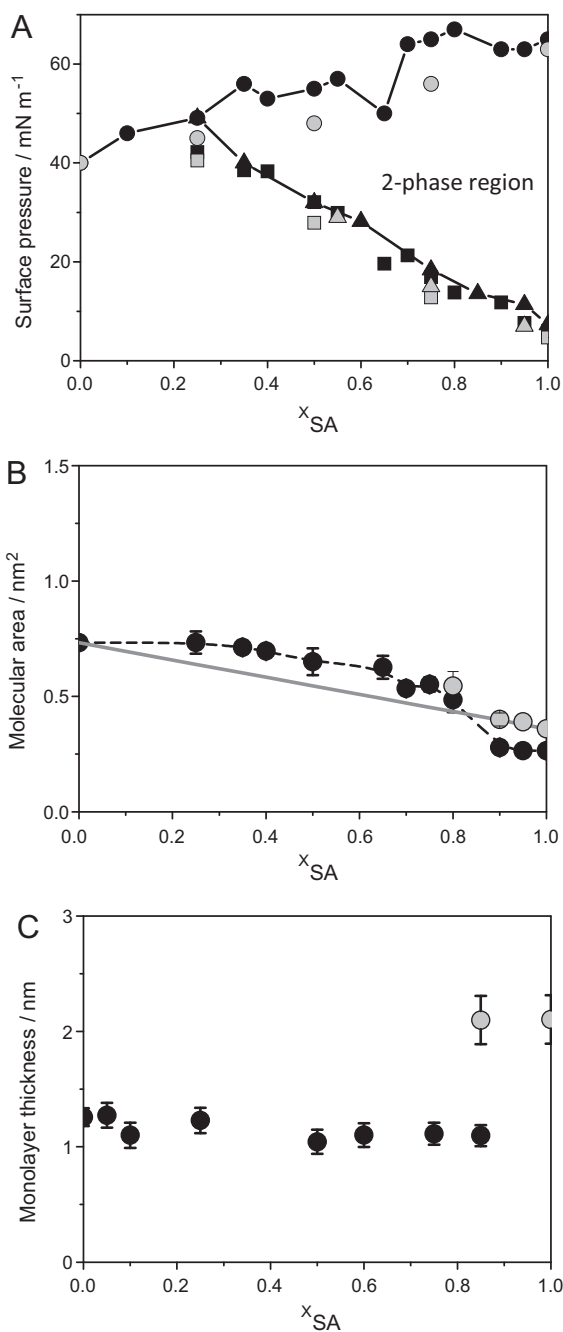 A
Surface pressure / mN m⁻¹
60
40
20
0
2-phase region
0.0 0.2 0.4 0.6 0.8 1.0
XSA
B
Molecular area / nm²
1.5
1.0
0.5
0.0
0.0 0.2 0.4 0.6 0.8 1.0
XSA
C
Monolayer thickness / nm
3
2
1
0
0.0 0.2 0.4 0.6 0.8 1.0
XSA